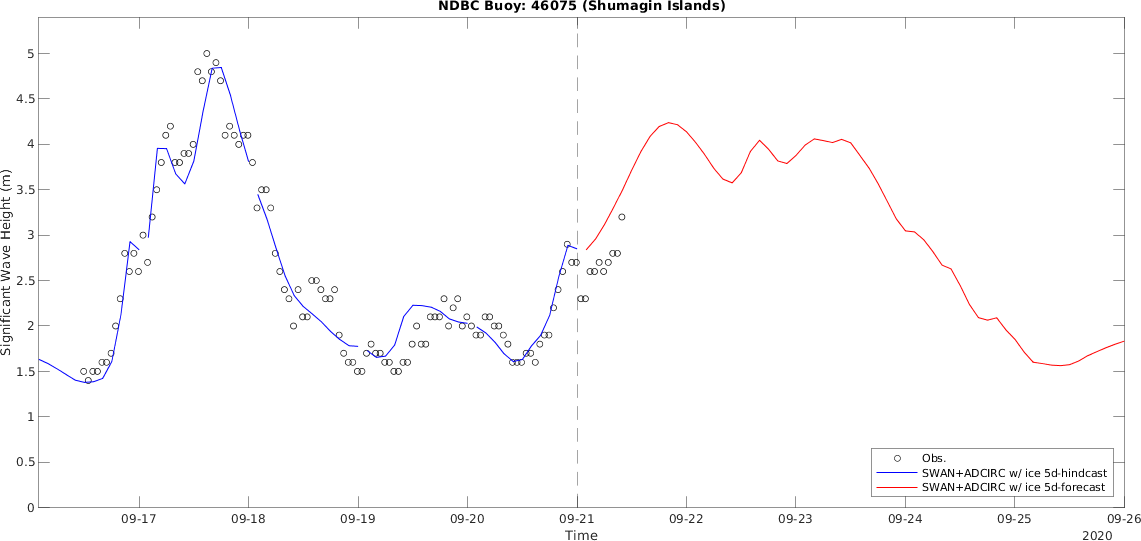 NDBC Buoy: 46075 (Shumagin Islands)
Significant Wave Height (m)
5
4.5
4
3.5
3
2.5
2
1.5
1
0.5
0
Obs.
SWAN+ADCIRC w/ ice 5d-hindcast
SWAN+ADCIRC w/ ice 5d-forecast
09-17 09-18 09-19 09-20 09-21 09-22 09-23 09-24 09-25 09-26
Time
2020